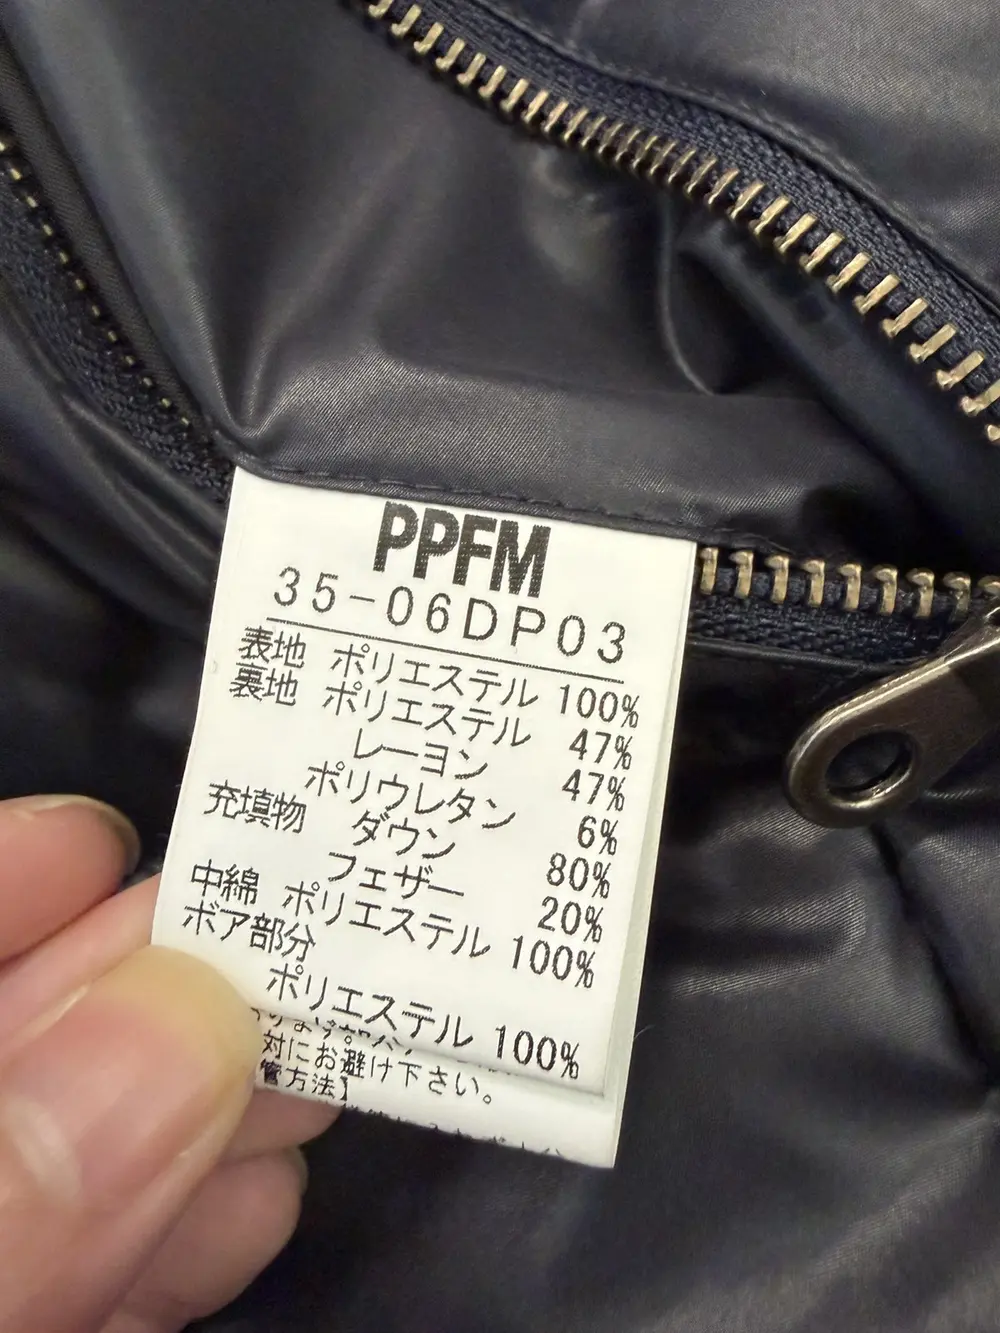 PPFM
35-06DP03
表地 ポリエステル 100%
裏地 ポリエステル 47%
レーヨン 47%
ポリウレタン 6%
充填物 ダウン 80%
フェザー 20%
中綿 ポリエステル 100%
ボア部分
ポリエステル 100%
対にお避け下さい。
管方法】